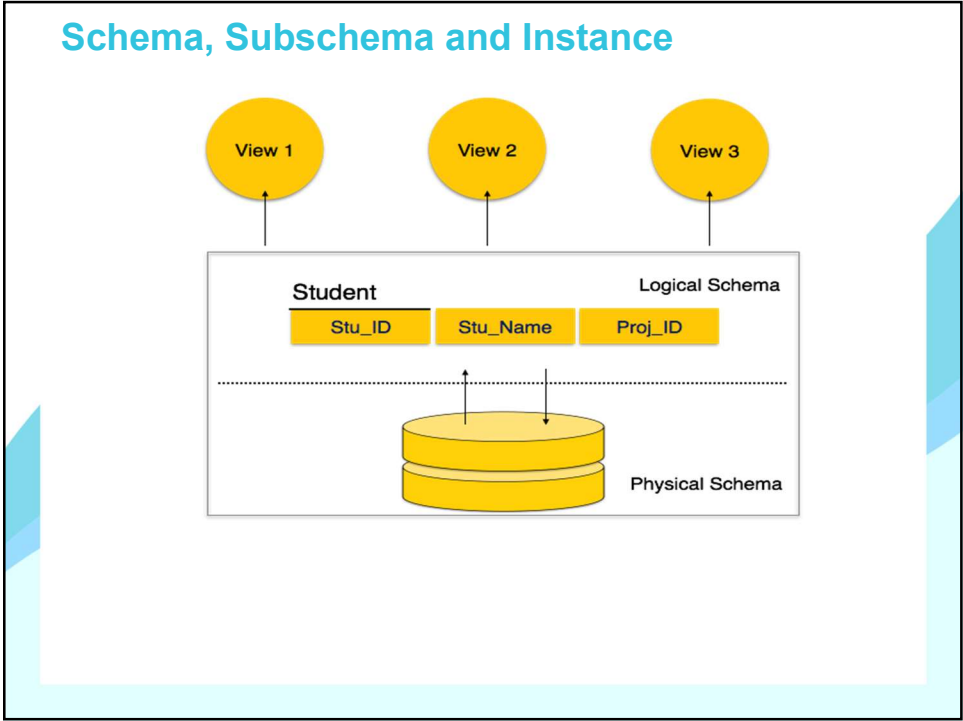 Schema, Subschema and Instance
View 1
View 2
View 3
Logical Schema
Student
Stu_ID
Stu_Name
Proj_ID
Physical Schema